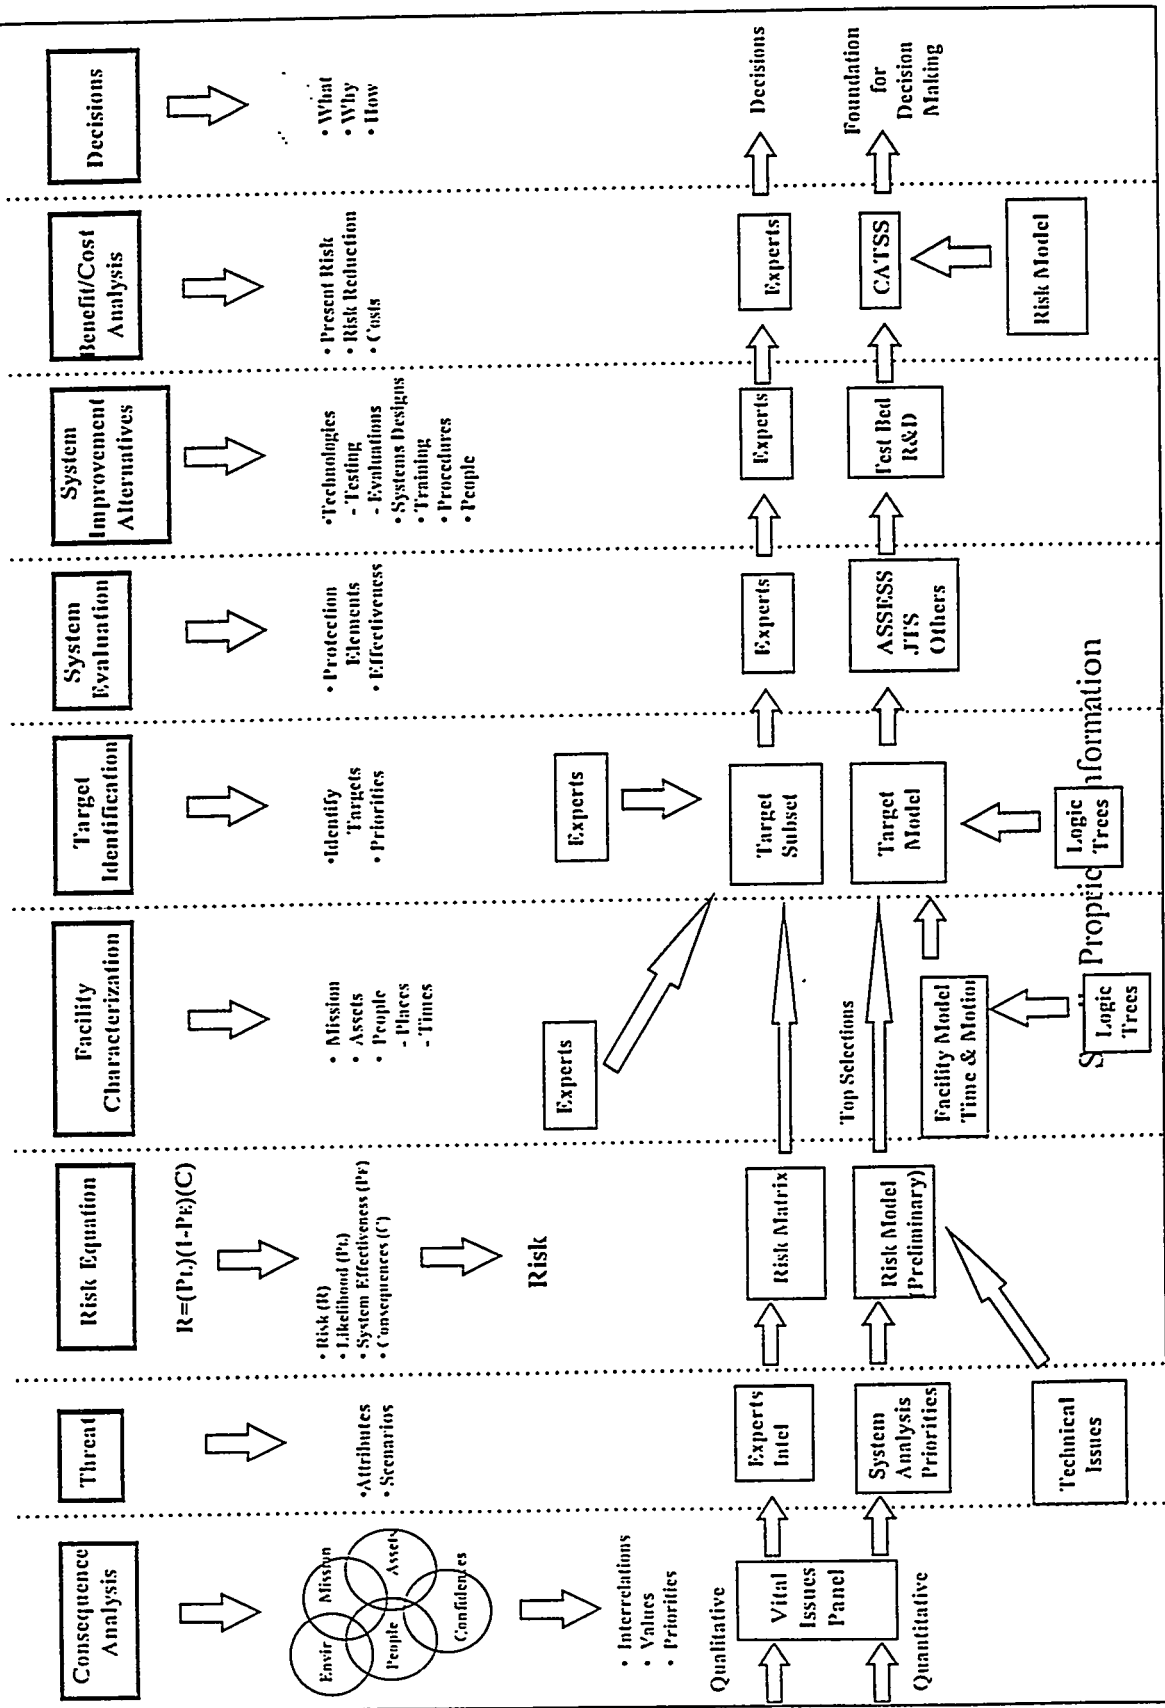 Consequence
Analysis
Envir
Mission
People
Assets
Confidences
• Interrelations
• Values
• Priorities
Qualitative
Vital
Issues
Panel
Quantitative
Threat
•Attributes
• Scenarios
Experts
Intel
System
Analysis
Priorities
Technical
Issues
Risk Equation
R=(PL)(1-PE)(C)
• Risk (R)
• Likelihood (PL)
• System Effectiveness (PE)
• Consequences (C)
Risk
Risk Matrix
Risk Model
(Preliminary)
Facility
Characterization
• Mission
• Assets
• People
- Places
- Times
Experts
Top Selections
Facility Model
Time & Motion
Logic
Trees
Target
Identification
•Identify
Targets
• Priorities
Experts
Target
Subset
Target
Model
Logic
Trees
System
Evaluation
• Protection
Elements
• Effectiveness
Experts
ASSESS
JTS
Others
System
Improvement
Alternatives
•Technologies
- Testing
- Evaluations
• Systems Designs
• Training
• Procedures
• People
Experts
Test Bed
R&D
Benefit/Cost
Analysis
• Present Risk
• Risk Reduction
• Costs
Experts
CATSS
Risk Model
Decisions
• What
• Why
• How
Decisions
Foundation
for
Decision
Making